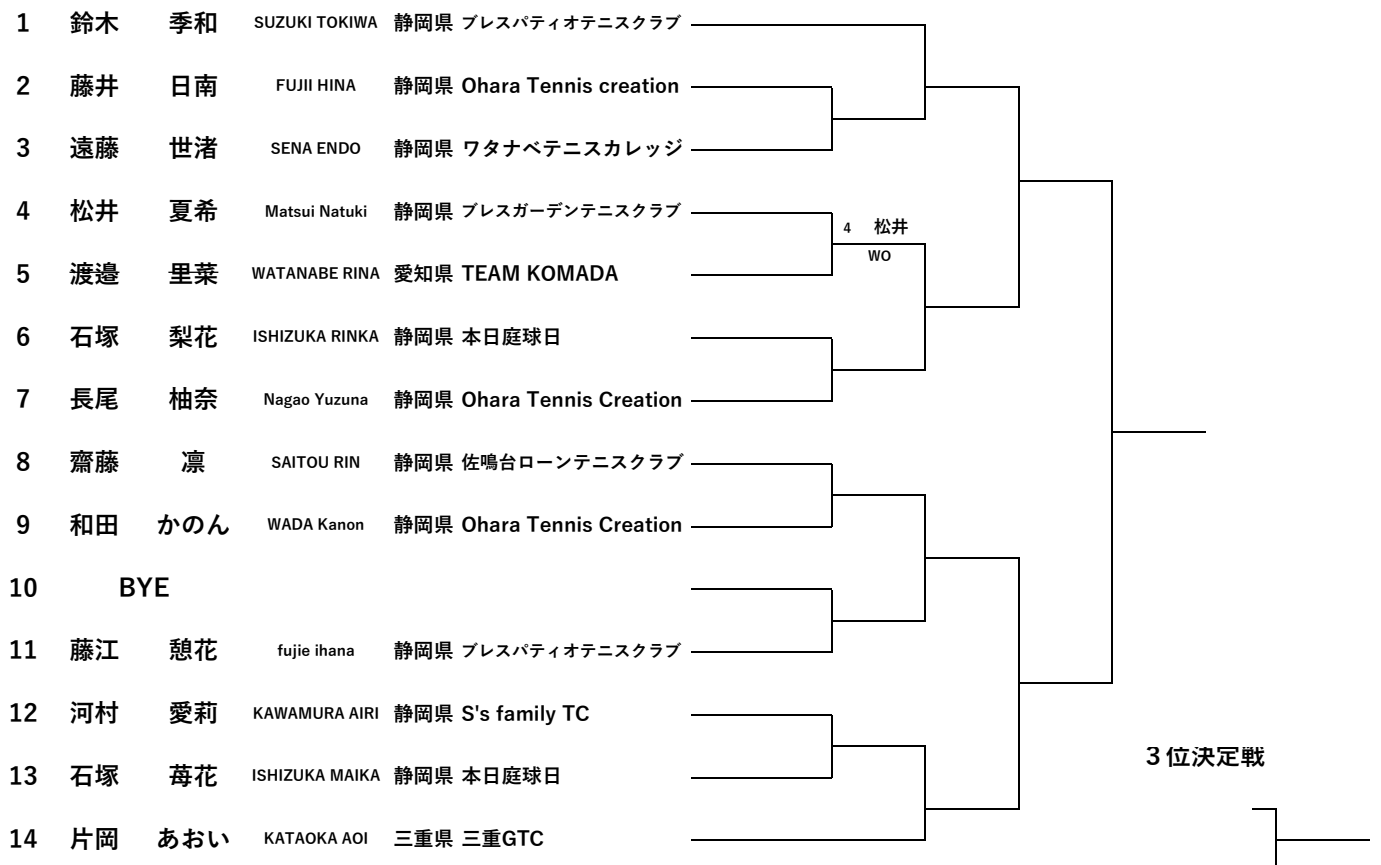 1 鈴木 季和 SUZUKI TOKIWA 静岡県 ブレスパティオテニスクラブ
2 藤井 日南 FUJII HINA 静岡県 Ohara Tennis creation
3 遠藤 世渚 SENA ENDO 静岡県 ワタナベテニスカレッジ
4 松井 夏希 Matsui Natuki 静岡県 ブレスガーデンテニスクラブ
4 松井
WO
5 渡邉 里菜 WATANABE RINA 愛知県 TEAM KOMADA
6 石塚 梨花 ISHIZUKA RINKA 静岡県 本日庭球日
7 長尾 柚奈 Nagao Yuzuna 静岡県 Ohara Tennis Creation
8 齋藤 凛 SAITOU RIN 静岡県 佐鳴台ローンテニスクラブ
9 和田 かのん WADA Kanon 静岡県 Ohara Tennis Creation
10 BYE
11 藤江 憩花 fujie ihana 静岡県 ブレスパティオテニスクラブ
12 河村 愛莉 KAWAMURA AIRI 静岡県 S's family TC
3位決定戦
13 石塚 苺花 ISHIZUKA MAIKA 静岡県 本日庭球日
14 片岡 あおい KATAOKA AOI 三重県 三重GTC